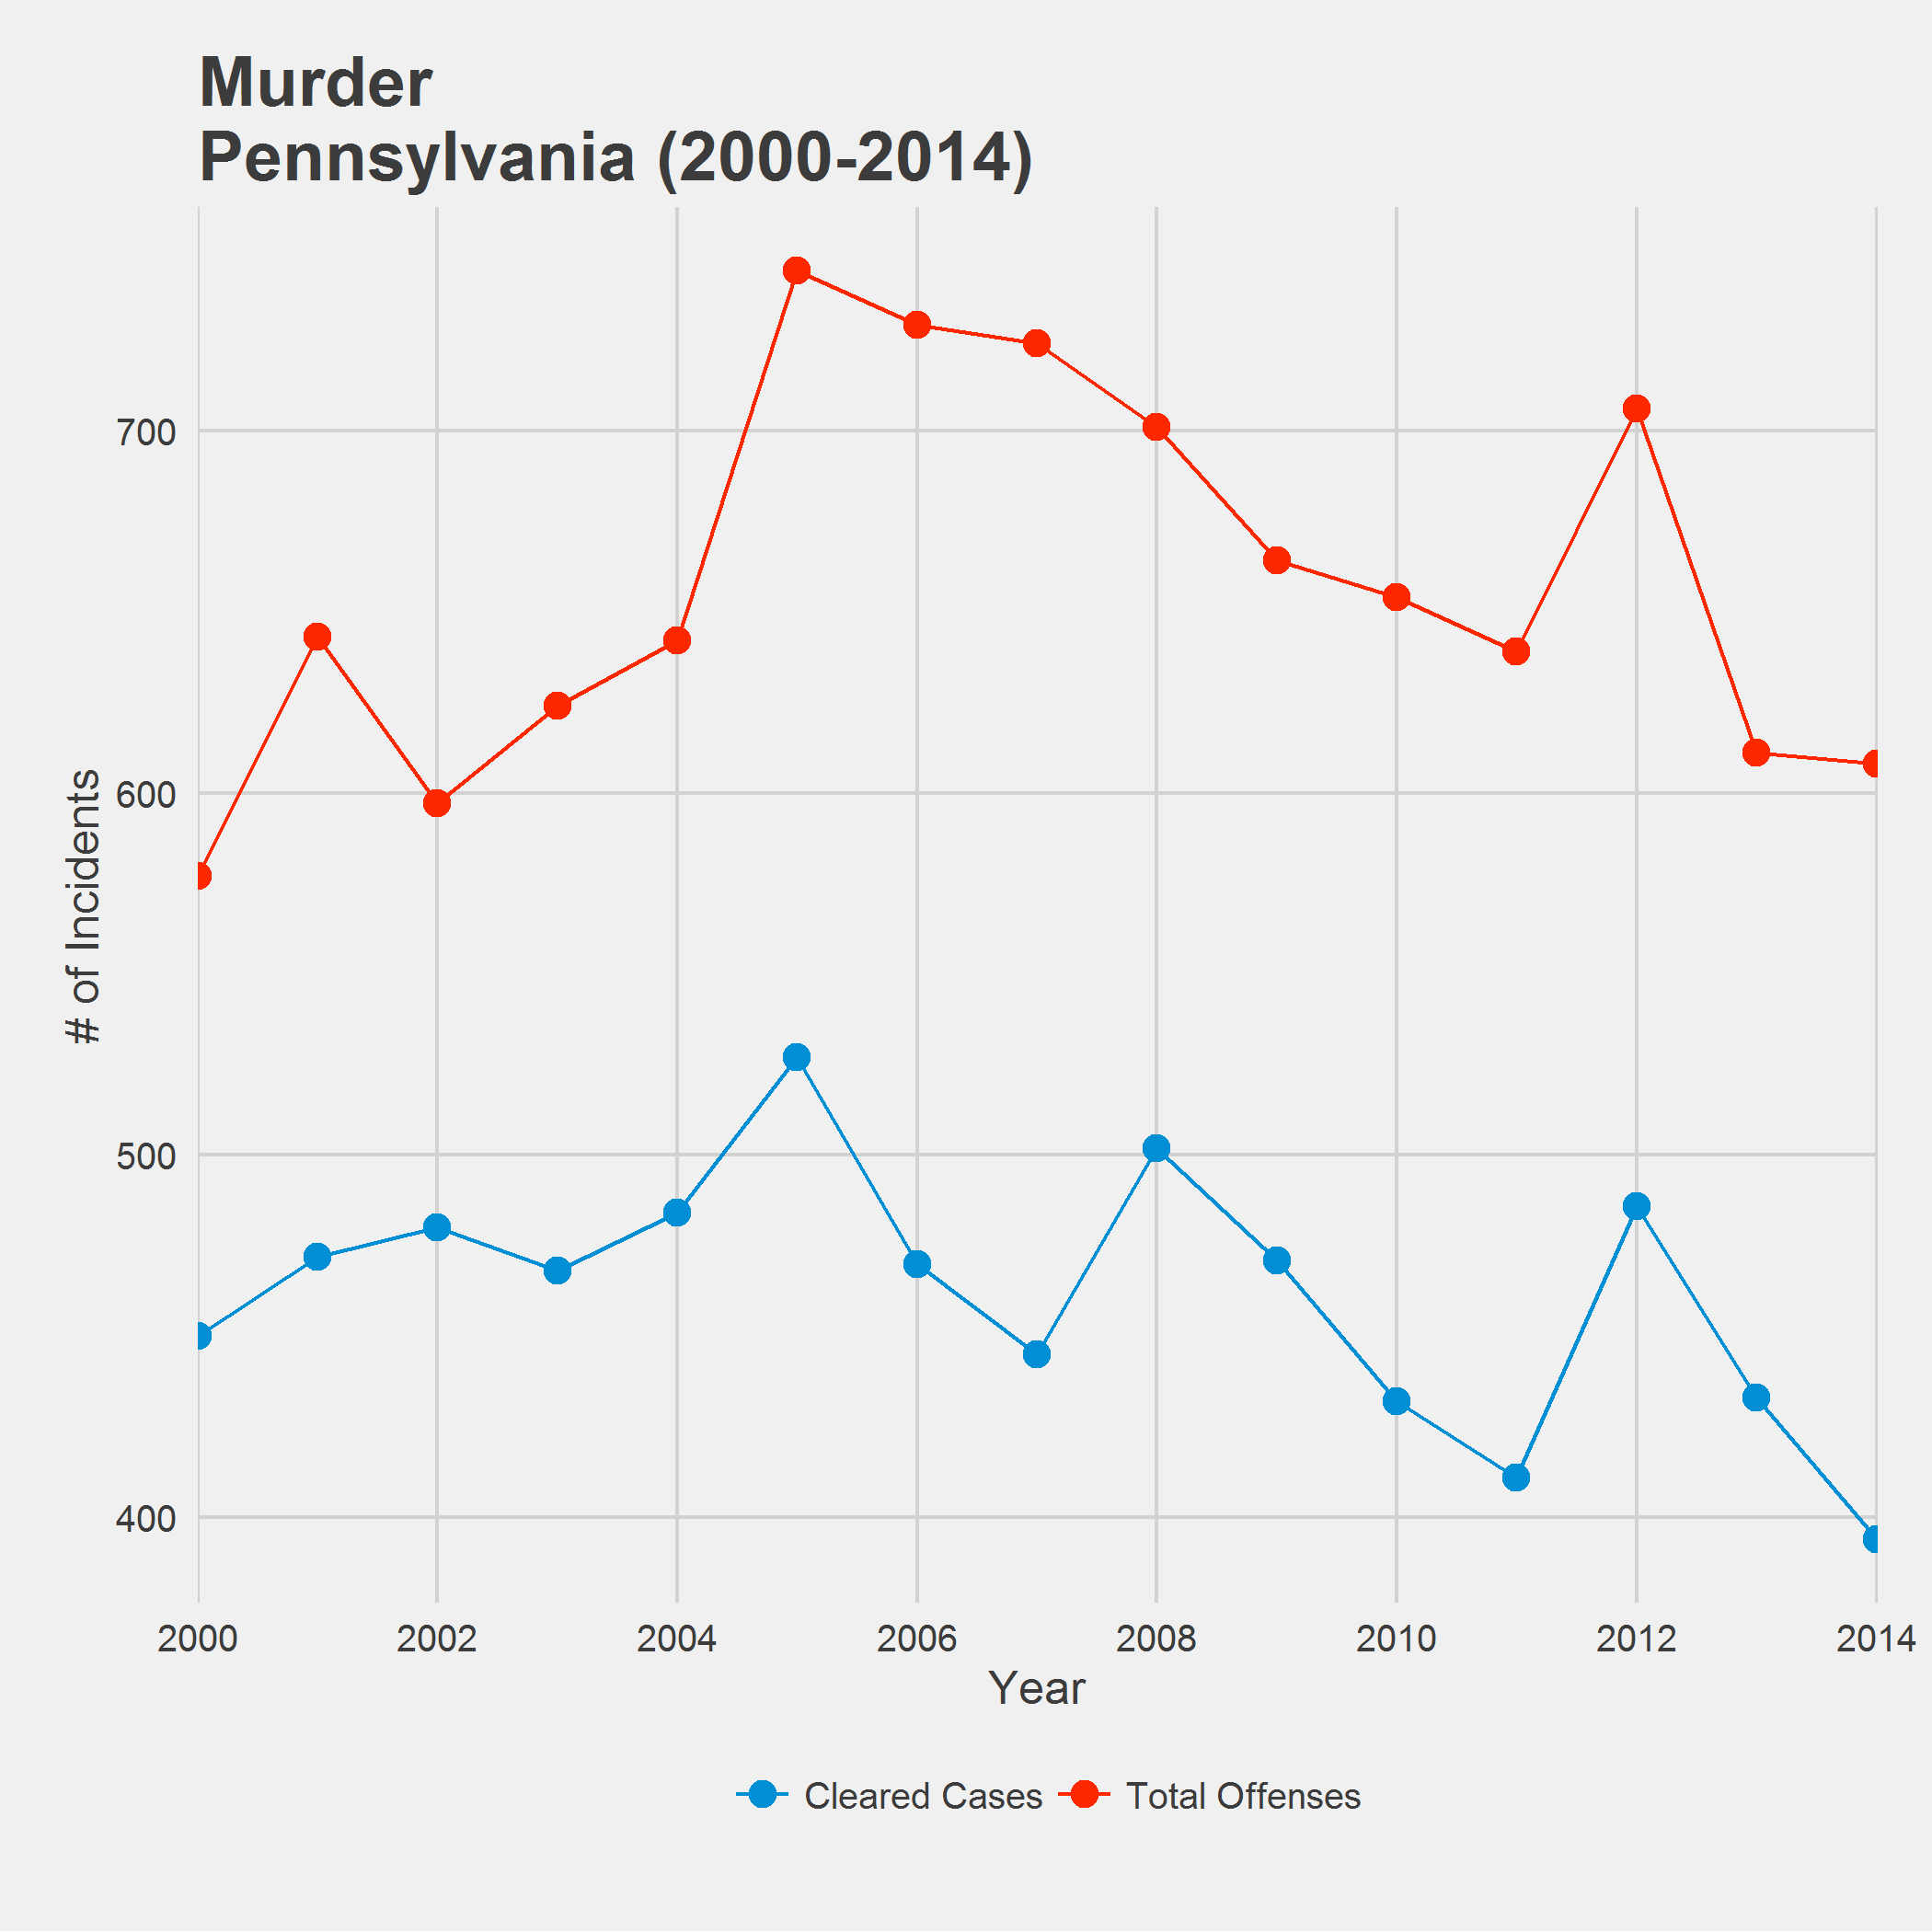 Murder
Pennsylvania (2000-2014)
700
600
500
400
# of Incidents
2000 2002 2004 2006 2008 2010 2012 2014
Year
Cleared Cases Total Offenses